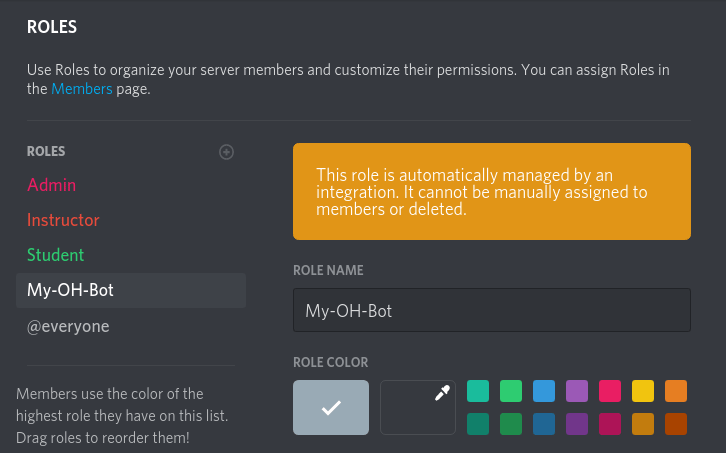 ROLES
Use Roles to organize your server members and customize their permissions. You can assign Roles in
the Members page.
ROLES
Admin
Instructor
Student
My-OH-Bot
@everyone
Members use the color of the
highest role they have on this list.
Drag roles to reorder them!
This role is automatically managed by an
integration. It cannot be manually assigned to
members or deleted.
ROLE NAME
My-OH-Bot
ROLE COLOR